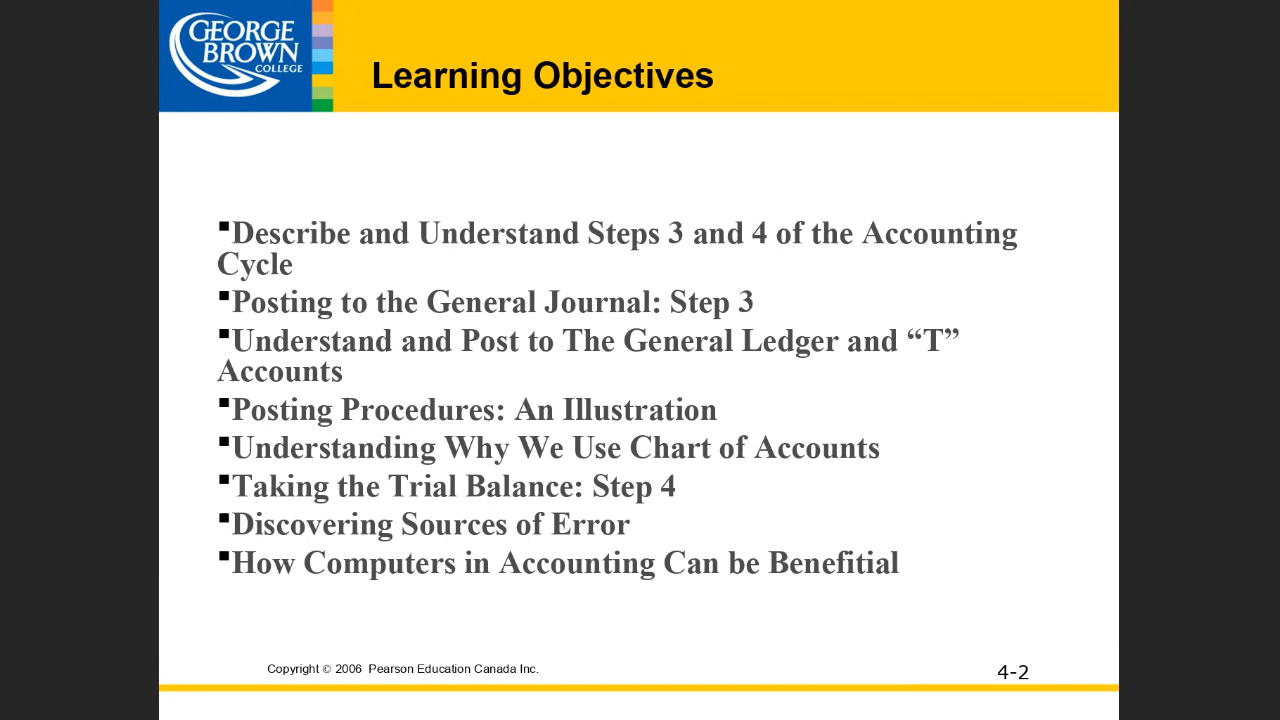 GEORGE
BROWN
COLLEGE
Learning Objectives
▪Describe and Understand Steps 3 and 4 of the Accounting
Cycle
▪Posting to the General Journal: Step 3
▪Understand and Post to The General Ledger and “T”
Accounts
▪Posting Procedures: An Illustration
▪Understanding Why We Use Chart of Accounts
▪Taking the Trial Balance: Step 4
▪Discovering Sources of Error
▪How Computers in Accounting Can be Benefitial
Copyright © 2006 Pearson Education Canada Inc.
4-2